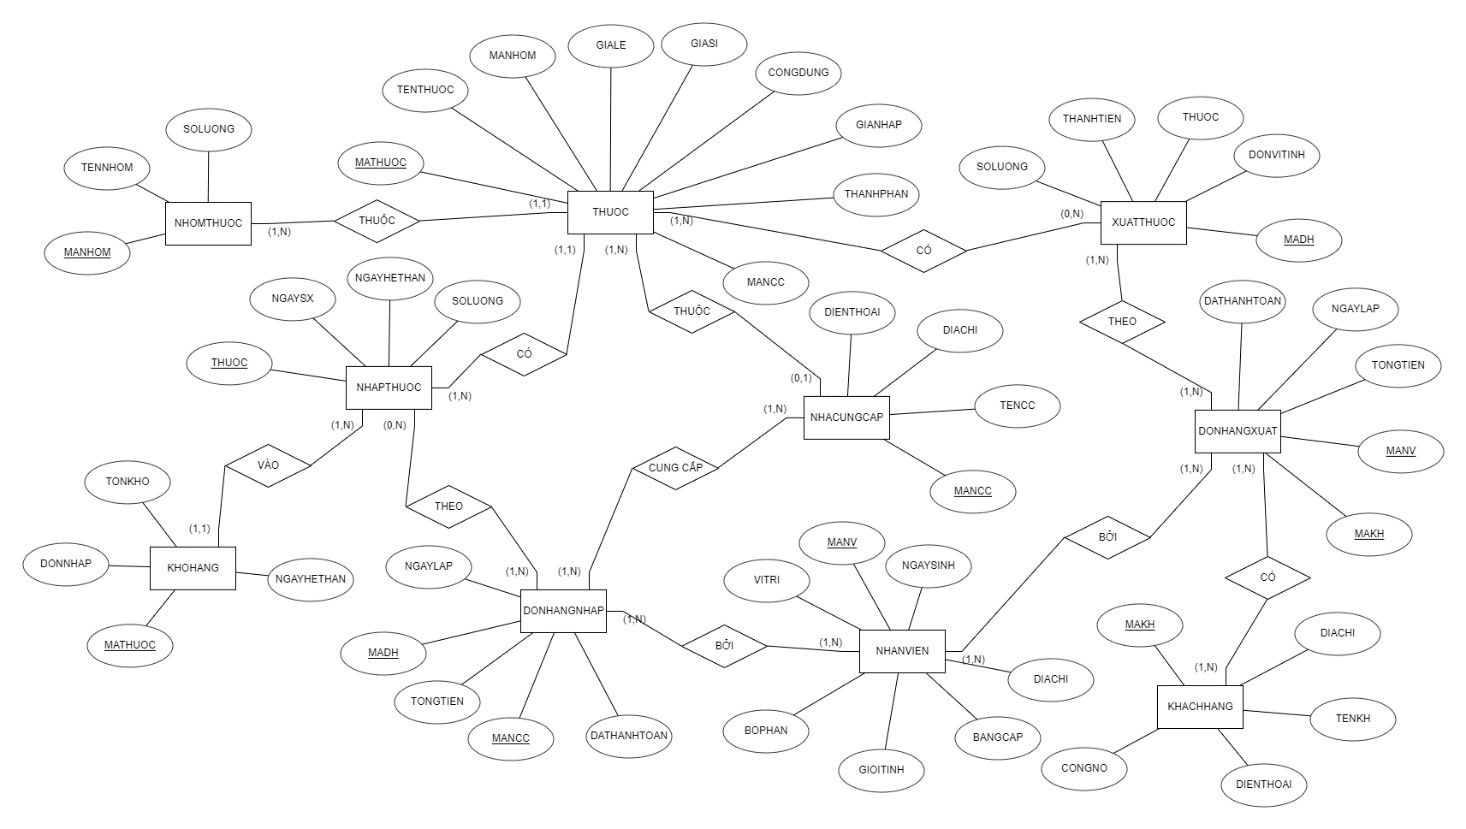 GIALE
GIASI
MANHOM
CONGDUNG
TENTHUOC
THANHTIEN
THUOC
SOLUONG
GIANHAP
DONVITINH
TENNHOM
MATHUOC
SOLUONG
THANHPHAN
(1,1)
THUOC
(0,N)
NHOMTHUOC
(1,N)
THUỘC
(1,N)
XUATTHUOC
MADH
MANHOM
(1,1)
(1,N)
CÓ
(1,N)
NGAYHETHAN
MANCC
NGAYSX
SOLUONG
THUỘC
DIENTHOAI
DIACHI
THEO
DATHANHTOAN
NGAYLAP
THUOC
CÓ
TONGTIEN
NHAPTHUOC
(1,N)
(0,1)
(1,N)
TENCC
(1,N)
NHACUNGCAP
(1,N)
(0,N)
DONHANGXUAT
MANV
VÀO
CUNG CẤP
(1,N)
(1,N)
TONKHO
MANCC
THEO
(1,1)
MAKH
BỞI
MANV
DONNHAP
KHOHANG
NGAYHETHAN
NGAYLAP
(1,N)
(1,N)
VITRI
NGAYSINH
CÓ
DONHANGNHAP
(1,N)
MAKH
DIACHI
MATHUOC
MADH
BỞI
(1,N)
NHANVIEN
(1,N)
(1,N)
DIACHI
TONGTIEN
KHACHHANG
TENKH
MANCC
DATHANHTOAN
BOPHAN
BANGCAP
GIOITINH
CONGNO
DIENTHOAI